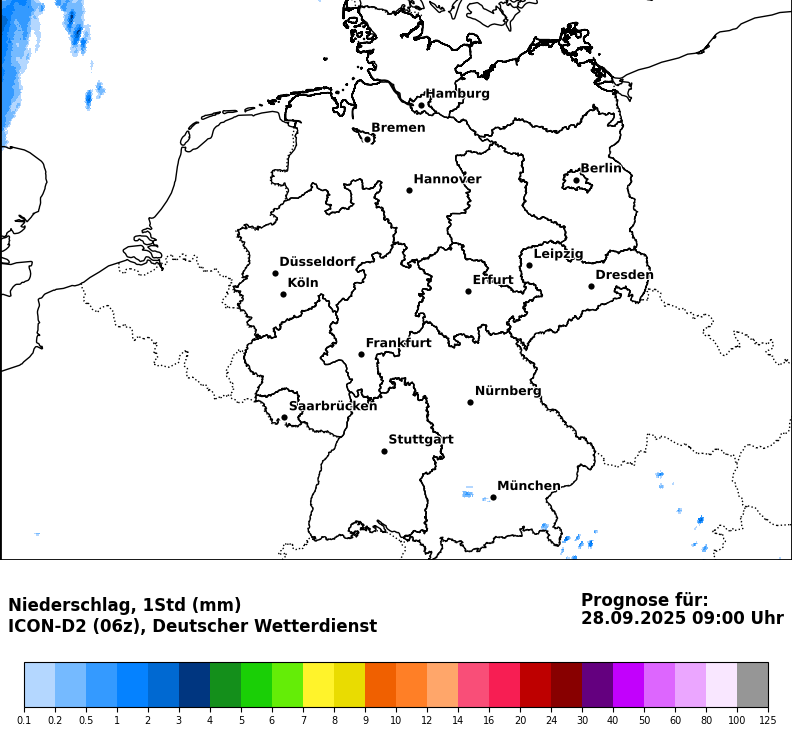 Hamburg
Bremen
Berlin
Hannover
Leipzig
Düsseldorf
Dresden
Köln
Erfurt
Frankfurt
Nürnberg
Saarbrücken
Stuttgart
München
Niederschlag, 1Std (mm)
ICON-D2 (06z), Deutscher Wetterdienst
Prognose für:
28.09.2025 09:00 Uhr
0.1 0.2 0.5 1 2 3 4 5 6 7 8 9 10 12 14 16 20 24 30 40 50 60 80 100 125